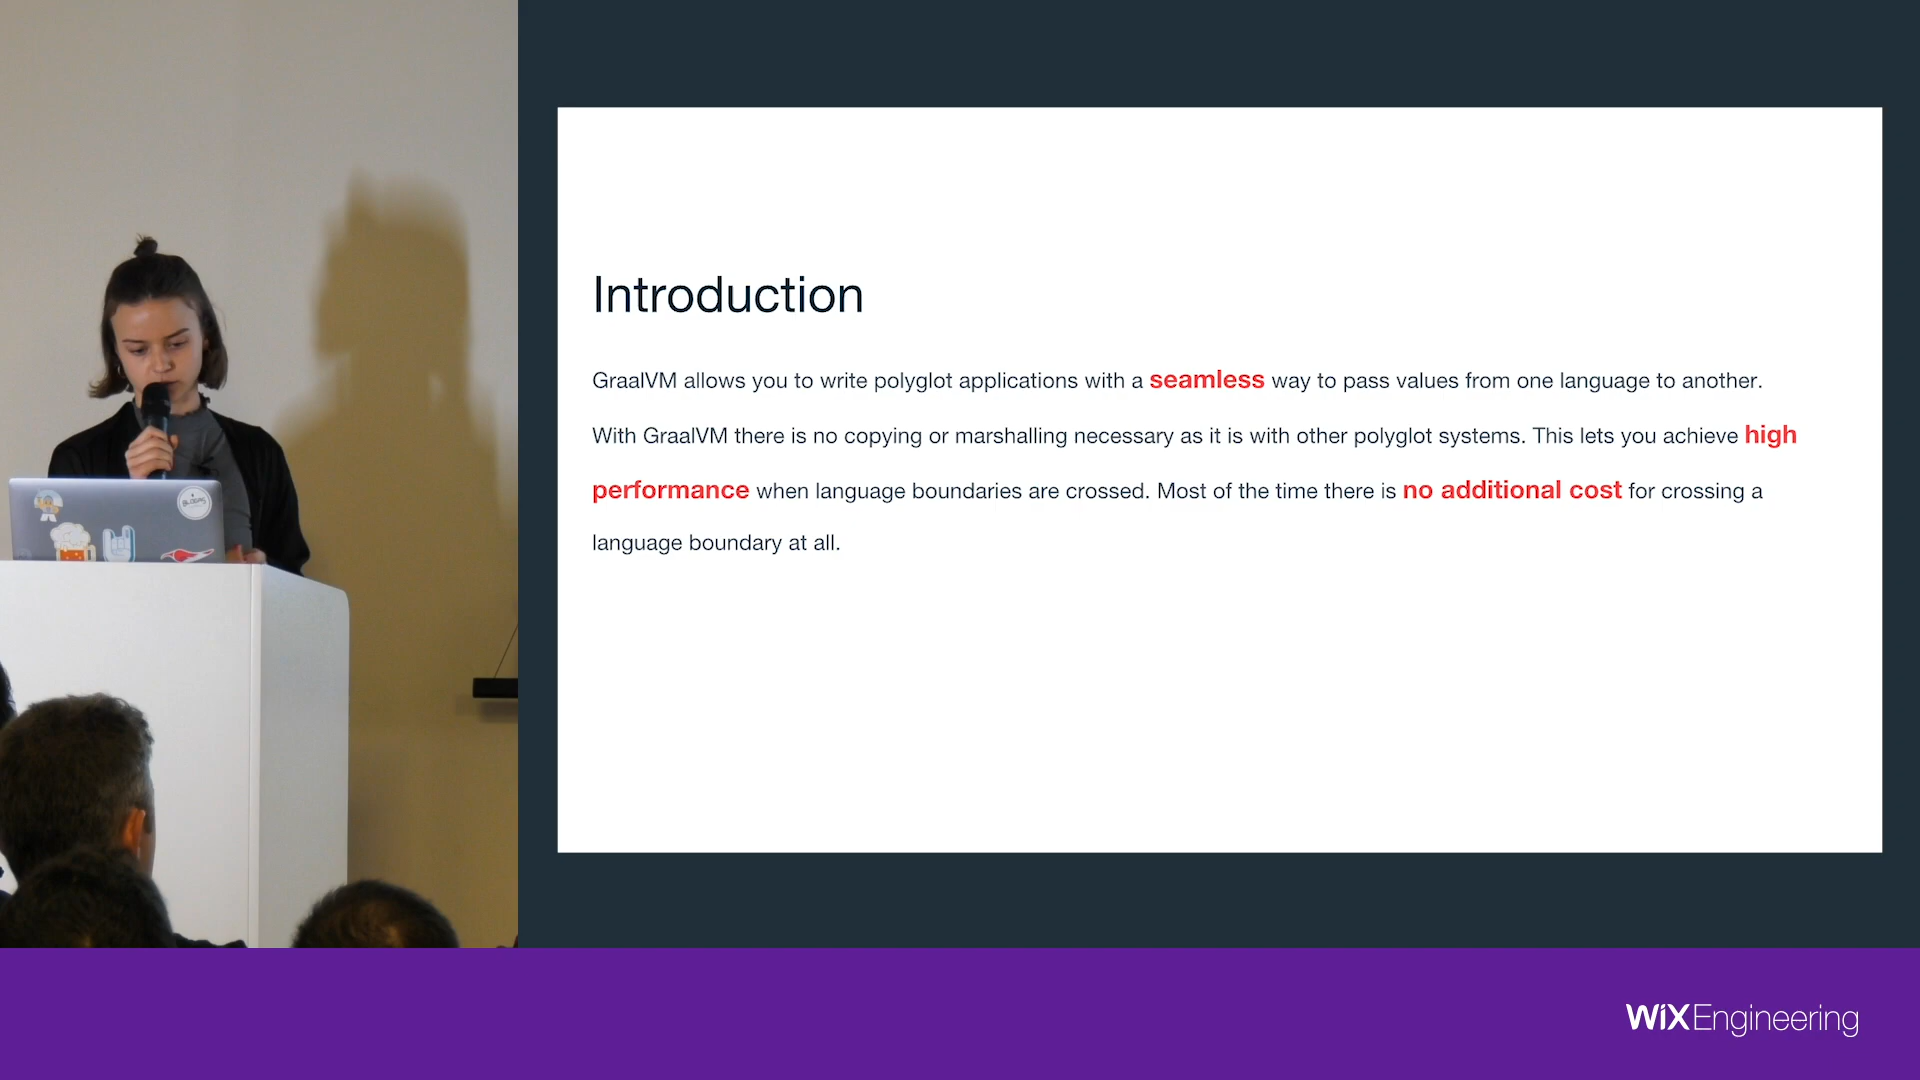 Introduction
GraalVM allows you to write polyglot applications with a seamless way to pass values from one language to another.
With GraalVM there is no copying or marshalling necessary as it is with other polyglot systems. This lets you achieve high
performance when language boundaries are crossed. Most of the time there is no additional cost for crossing a
language boundary at all.
WiXEngineering